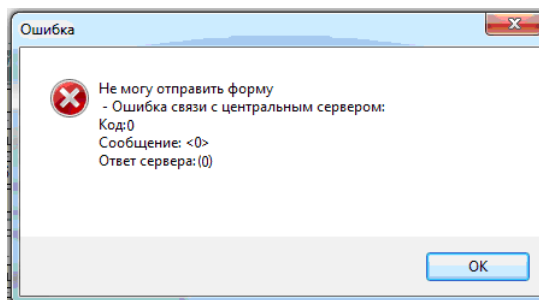 Ошибка
Не могу отправить форму
- Ошибка связи с центральным сервером:
Код:0
Сообщение: <0>
Ответ сервера: (0)
OK